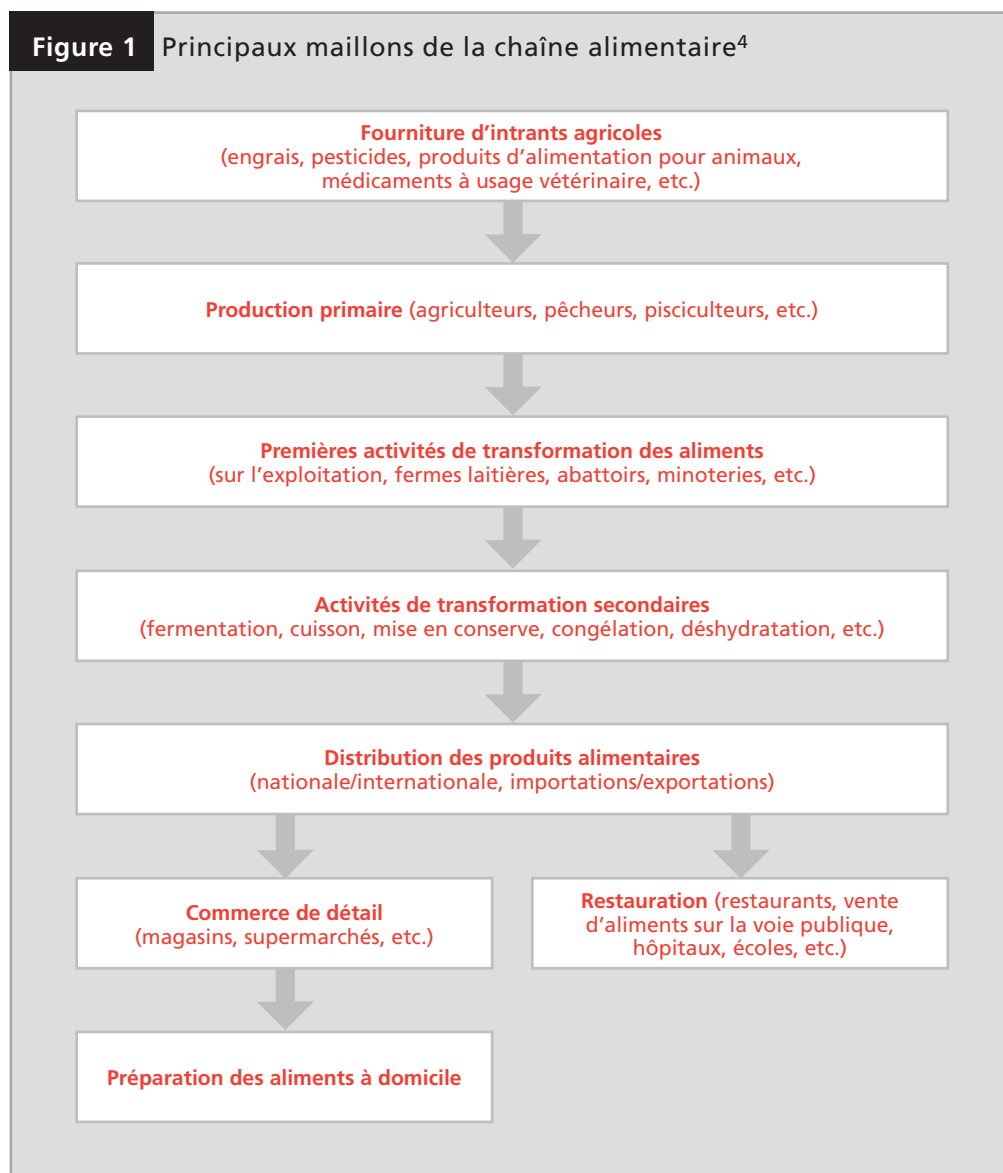 Figure 1 Principaux maillons de la chaîne alimentaire⁴
Fourniture d'intrants agricoles
(engrais, pesticides, produits d'alimentation pour animaux,
médicaments à usage vétérinaire, etc.)
Production primaire (agriculteurs, pêcheurs, pisciculteurs, etc.)
Premières activités de transformation des aliments
(sur l'exploitation, fermes laitières, abattoirs, minoteries, etc.)
Activités de transformation secondaires
(fermentation, cuisson, mise en conserve, congélation, déshydratation, etc.)
Distribution des produits alimentaires
(nationale/internationale, importations/exportations)
Commerce de détail
(magasins, supermarchés, etc.)
Restauration (restaurants, vente
d'aliments sur la voie publique,
hôpitaux, écoles, etc.)
Préparation des aliments à domicile